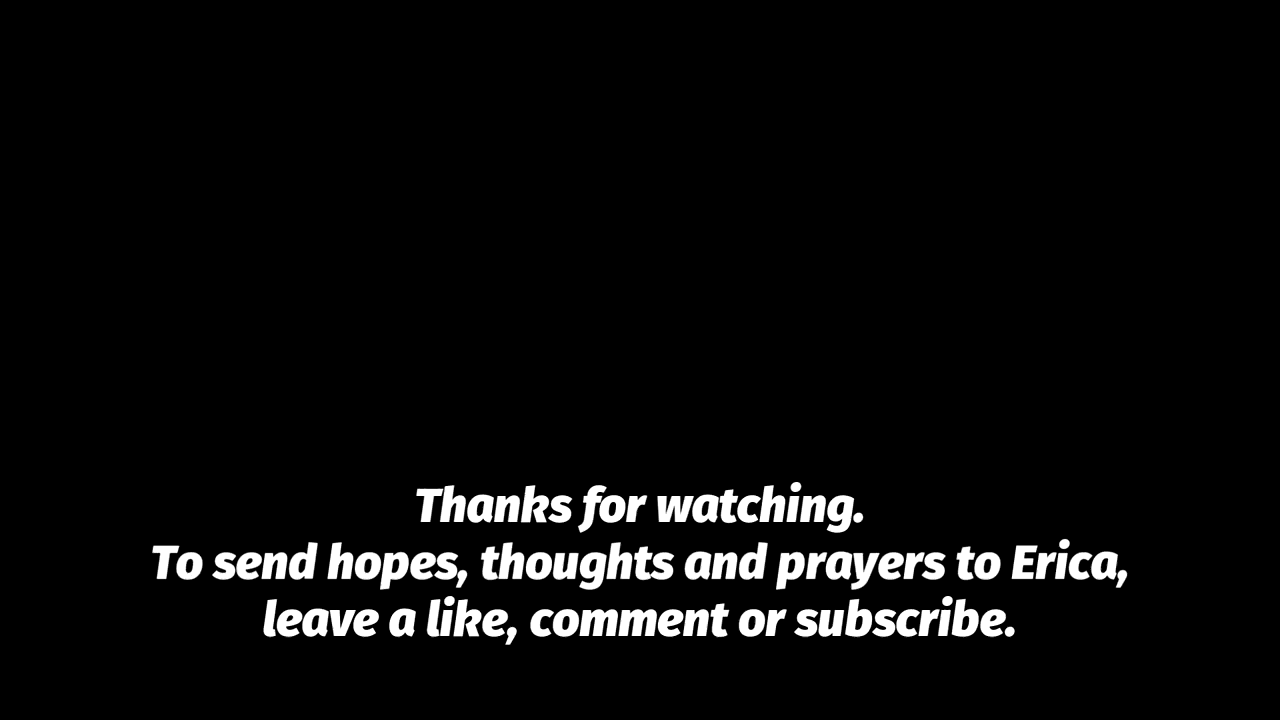 Thanks for watching.
To send hopes, thoughts and prayers to Erica,
leave a like, comment or subscribe.